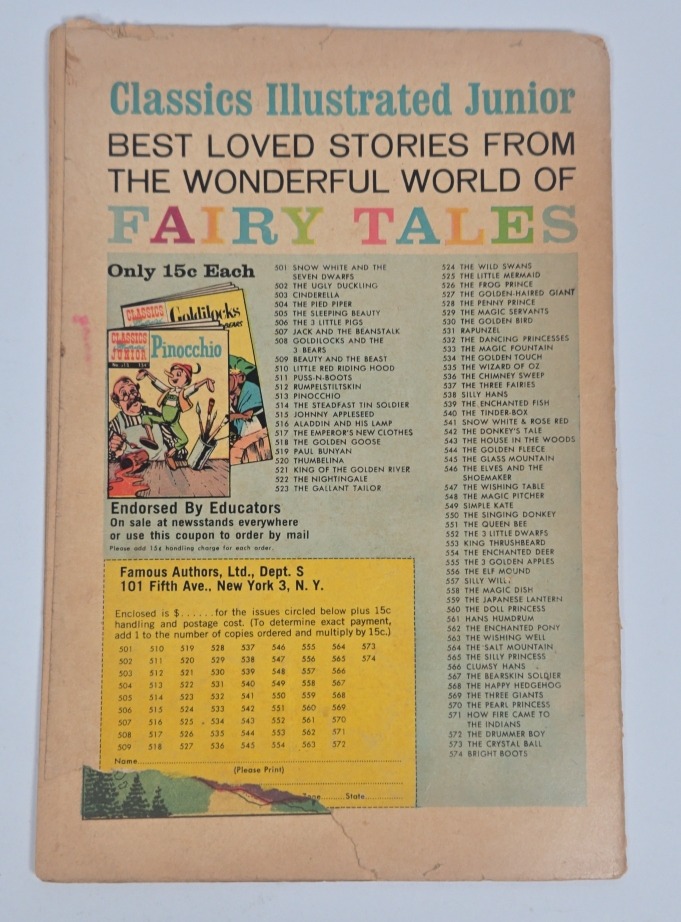 Classics Illustrated Junior
BEST LOVED STORIES FROM
THE WONDERFUL WORLD OF
FAIRY TALES
Only 15c Each
CLASSICS
Goldilocks
BEARS
CLASSICS
JUNIOR
Pinocchio
501 SNOW WHITE AND THE
SEVEN DWARFS
502 THE UGLY DUCKLING
503 CINDERELLA
504 THE PIED PIPER
505 THE SLEEPING BEAUTY
506 THE 3 LITTLE PIGS
507 JACK AND THE BEANSTALK
508 GOLDILOCKS AND THE
3 BEARS
509 BEAUTY AND THE BEAST
510 LITTLE RED RIDING HOOD
511 PUSS-N-BOOTS
512 RUMPELSTILTSKIN
513 PINOCCHIO
514 THE STEADFAST TIN SOLDIER
515 JOHNNY APPLESEED
516 ALADDIN AND HIS LAMP
517 THE EMPEROR'S NEW CLOTHES
518 THE GOLDEN GOOSE
519 PAUL BUNYAN
520 THUMBELINA
521 KING OF THE GOLDEN RIVER
522 THE NIGHTINGALE
523 THE GALLANT TAILOR
524 THE WILD SWANS
525 THE LITTLE MERMAID
526 THE FROG PRINCE
527 THE GOLDEN-HAIRED GIANT
528 THE PENNY PRINCE
529 THE MAGIC SERVANTS
530 THE GOLDEN BIRD
531 RAPUNZEL
532 THE DANCING PRINCESSES
533 THE MAGIC FOUNTAIN
534 THE GOLDEN TOUCH
535 THE WIZARD OF OZ
536 THE CHIMNEY SWEEP
537 THE THREE FAIRIES
538 SILLY HANS
539 THE ENCHANTED FISH
540 THE TINDER-BOX
541 SNOW WHITE & ROSE RED
542 THE DONKEY'S TALE
543 THE HOUSE IN THE WOODS
544 THE GOLDEN FLEECE
545 THE GLASS MOUNTAIN
546 THE ELVES AND THE
SHOEMAKER
547 THE WISHING TABLE
548 THE MAGIC PITCHER
549 SIMPLE KATE
550 THE SINGING DONKEY
551 THE QUEEN BEE
552 THE 3 LITTLE DWARFS
553 KING THRUSHBEARD
554 THE ENCHANTED DEER
555 THE 3 GOLDEN APPLES
556 THE ELF MOUND
557 SILLY WILLY
558 THE MAGIC DISH
559 THE JAPANESE LANTERN
560 THE DOLL PRINCESS
561 HANS HUMDRUM
562 THE ENCHANTED PONY
563 THE WISHING WELL
564 THE SALT MOUNTAIN
565 THE SILLY PRINCESS
566 CLUMSY HANS
567 THE BEARSKIN SOLDIER
568 THE HAPPY HEDGEHOG
569 THE THREE GIANTS
570 THE PEARL PRINCESS
571 HOW FIRE CAME TO
THE INDIANS
572 THE DRUMMER BOY
573 THE CRYSTAL BALL
574 BRIGHT BOOTS
Endorsed By Educators
On sale at newsstands everywhere
or use this coupon to order by mail
Please add 15¢ handling charge for each order.
Famous Authors, Ltd., Dept. S
101 Fifth Ave., New York 3, N. Y.
Enclosed is $......for the issues circled below plus 15c
handling and postage cost. (To determine exact payment,
add 1 to the number of copies ordered and multiply by 15c.)
501 510 519 528 537 546 555 564 573
502 511 520 529 538 547 556 565 574
503 512 521 530 539 548 557 566
504 513 522 531 540 549 558 567
505 514 523 532 541 550 559 568
506 515 524 533 542 551 560 569
507 516 525 534 543 552 561 570
508 517 526 535 544 553 562 571
509 518 527 536 545 554 563 572
Name
(Please Print)
Zone State